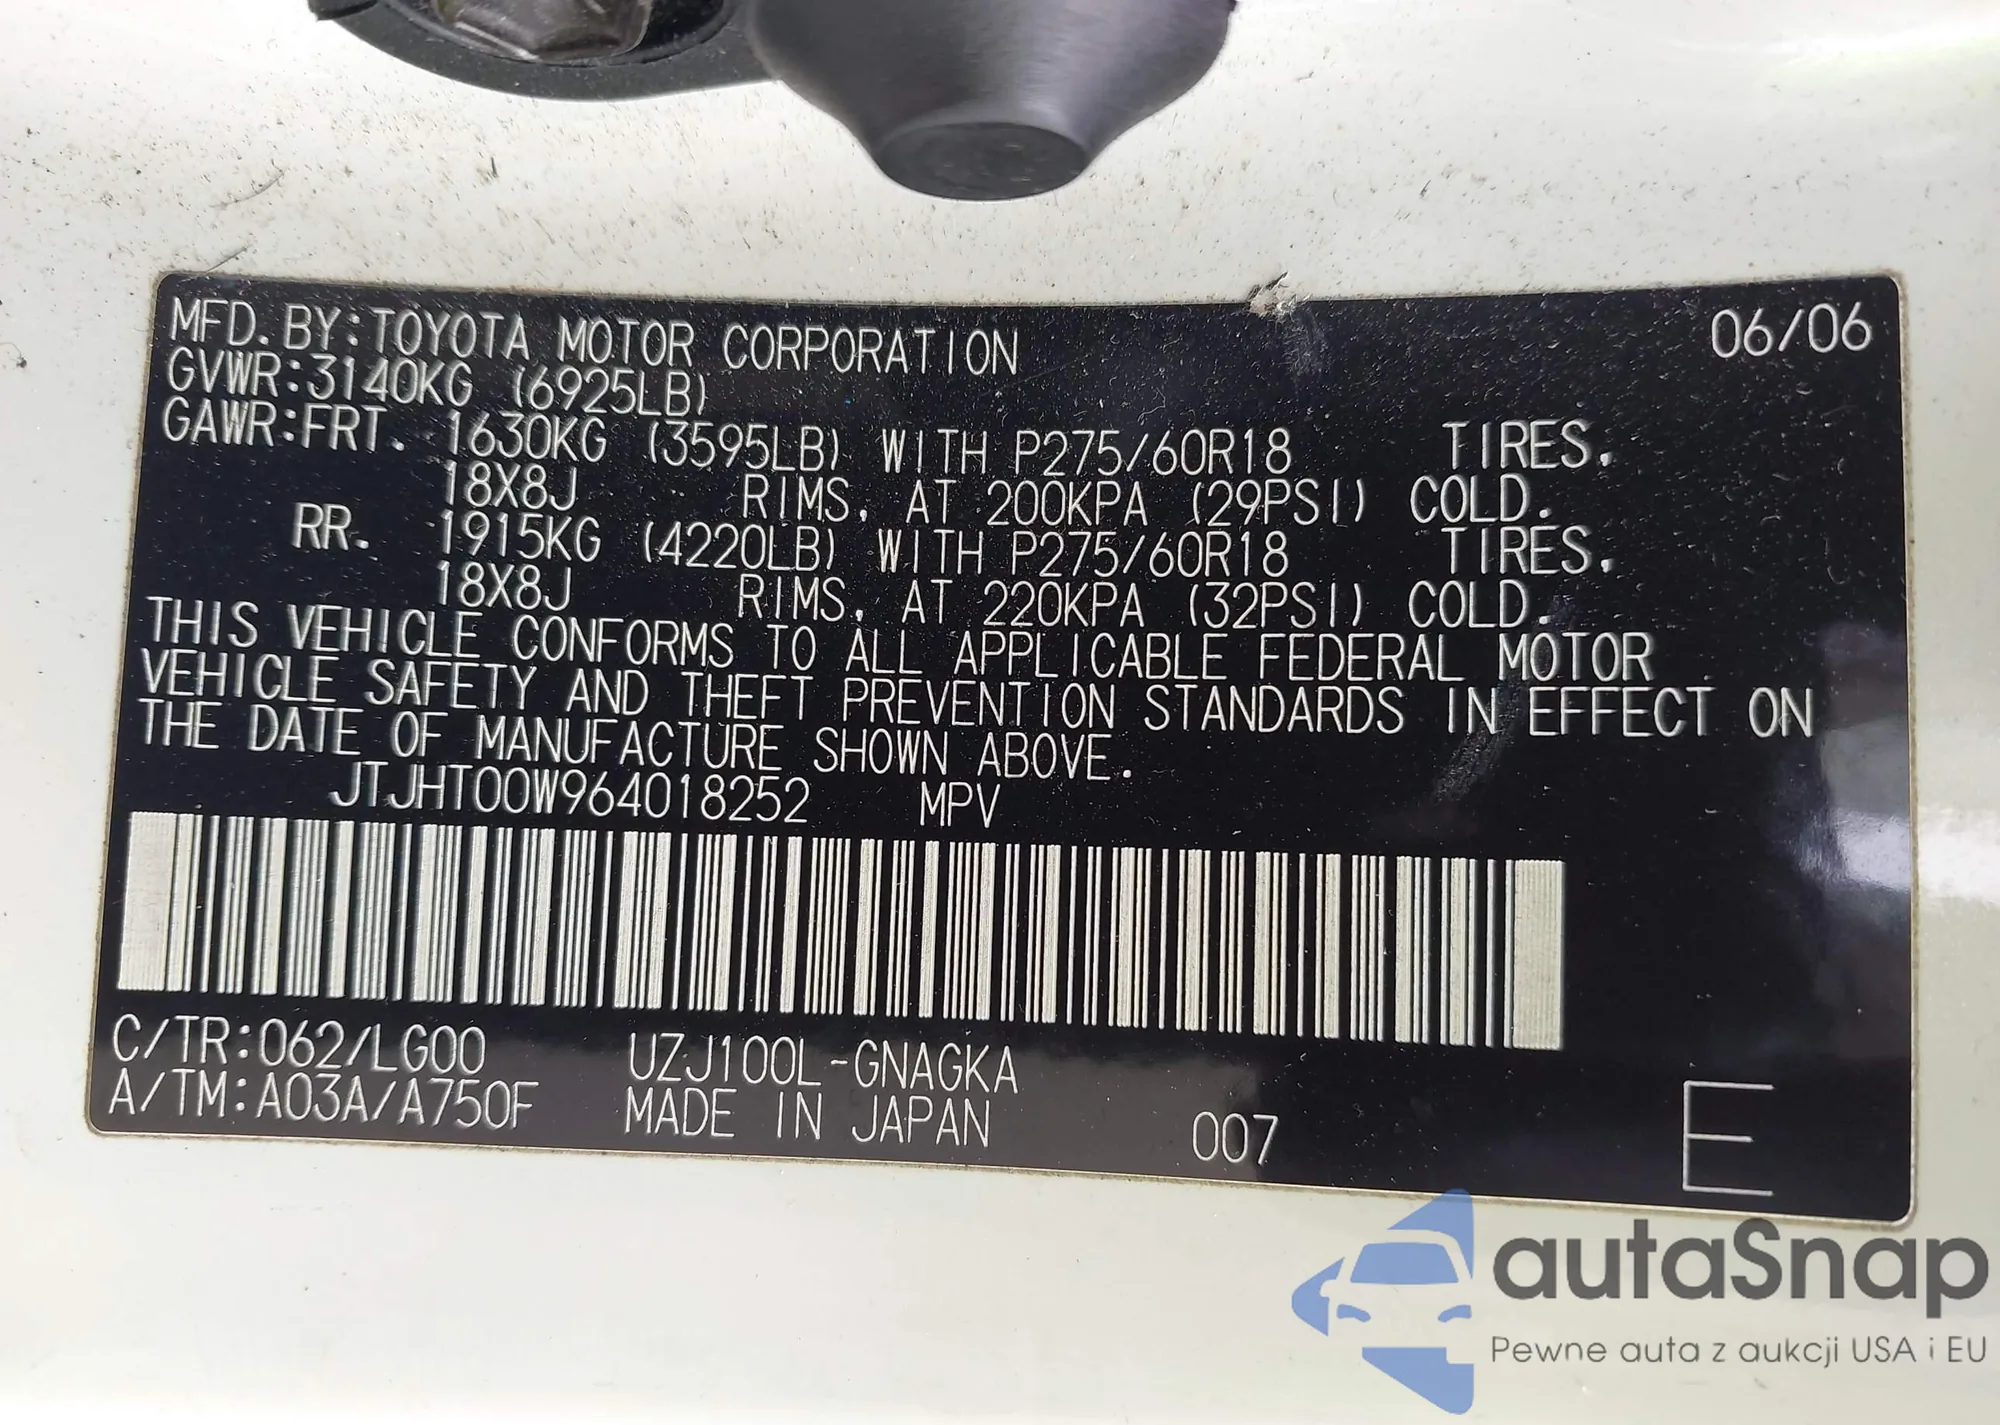 MFD. BY:TOYOTA MOTOR CORPORATION 06/06
GVWR:3140KG (6925LB)
GAWR:FRT. 1630KG (3595LB) WITH P275/60R18 TIRES.
18X8J RIMS, AT 200KPA (29PSI) COLD.
RR. 1915KG (4220LB) WITH P275/60R18 TIRES.
18X8J RIMS, AT 220KPA (32PSI) COLD.
THIS VEHICLE CONFORMS TO ALL APPLICABLE FEDERAL MOTOR
VEHICLE SAFETY AND THEFT PREVENTION STANDARDS IN EFFECT ON
THE DATE OF MANUFACTURE SHOWN ABOVE.
JTJHT00W964018252 MPV
C/TR:062/LG00 UZJ100L-GNAGKA
A/TM:A03A/A750F MADE IN JAPAN 007 E
autaSnap
Pewne auta z aukcji USA i EU